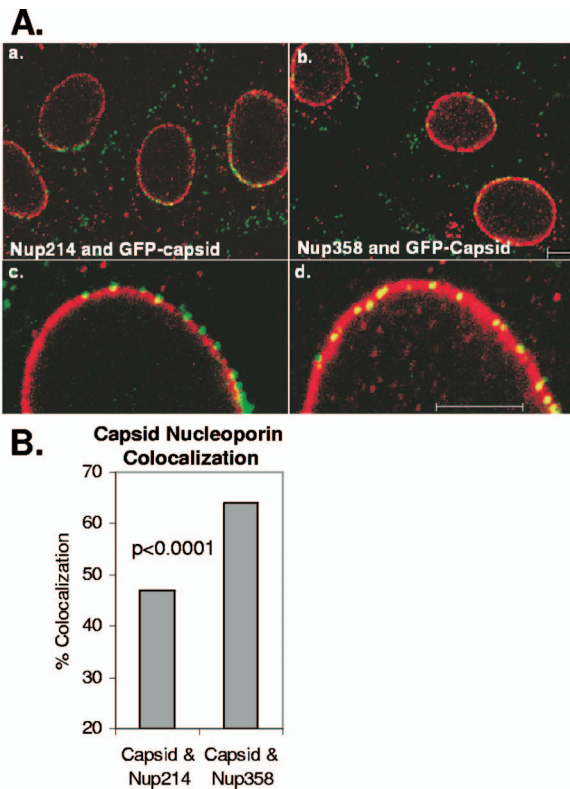 A.
a.
b.
Nup214 and GFP-capsid
Nup358 and GFP-Capsid
c.
d.
B.
Capsid Nucleoporin
Colocalization
70
60
50
40
30
20
% Colocalization
p<0.0001
Capsid &
Nup214
Capsid &
Nup358